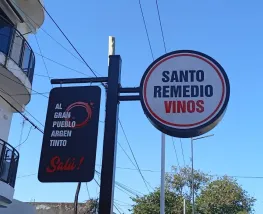 AL
GRAN
PUEBLO
ARGEN
TINTO
Salú!
SANTO
REMEDIO
VINOS